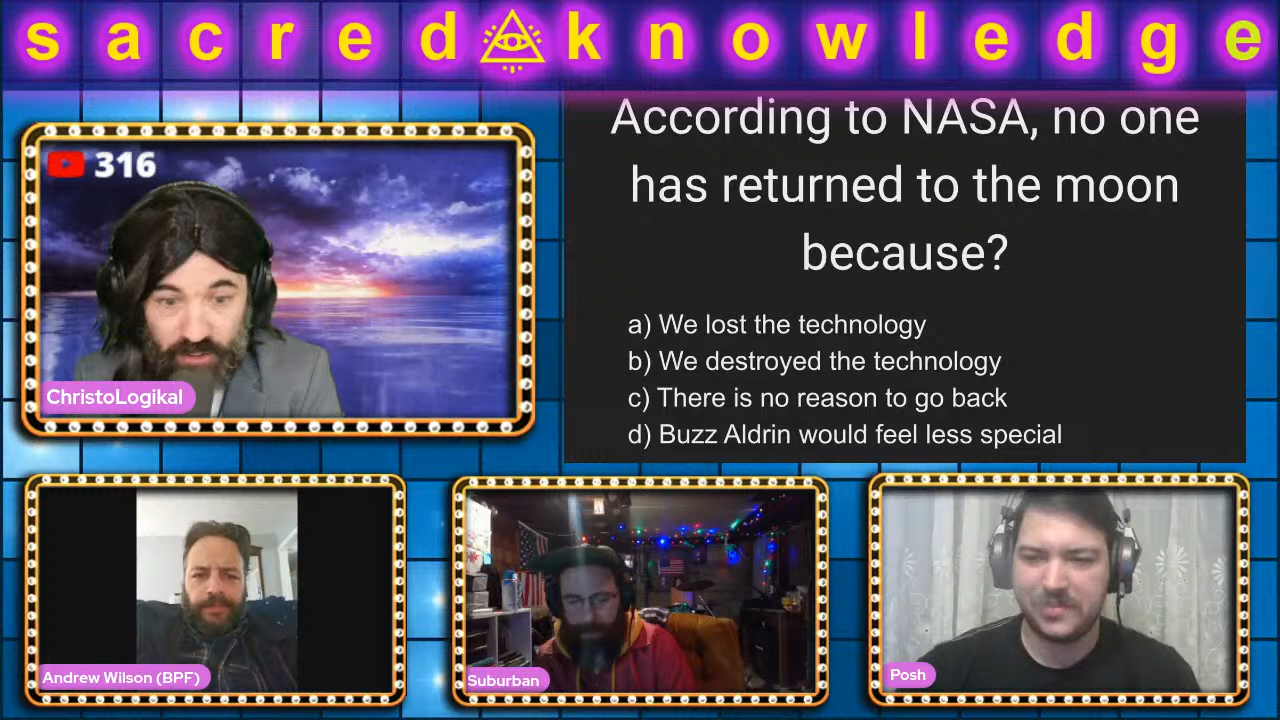 sacred knowledge
316
According to NASA, no one
has returned to the moon
because?
a) We lost the technology
b) We destroyed the technology
c) There is no reason to go back
d) Buzz Aldrin would feel less special
ChristoLogikal
Andrew Wilson (BPF)
Suburban
Posh